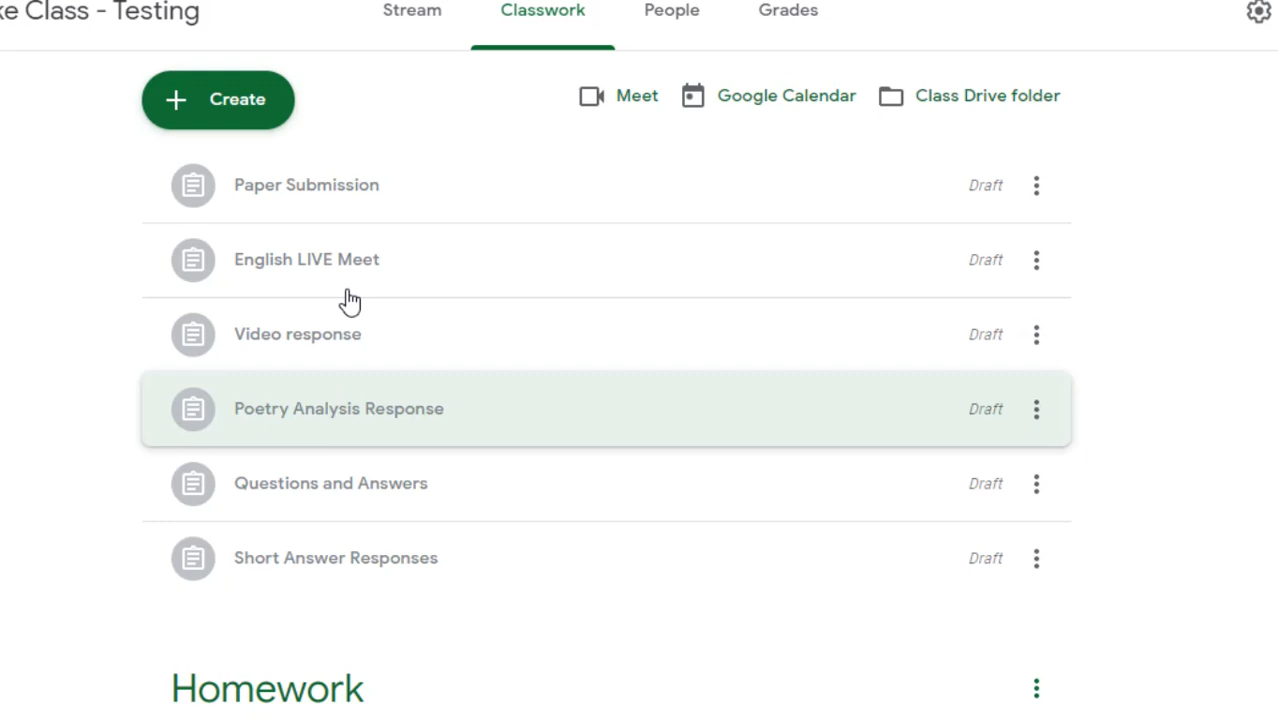 ke Class - Testing
Stream
Classwork
People
Grades
Create
Meet
Google Calendar
Class Drive folder
Paper Submission
Draft
English LIVE Meet
Draft
Video response
Draft
Poetry Analysis Response
Draft
Questions and Answers
Draft
Short Answer Responses
Draft
Homework